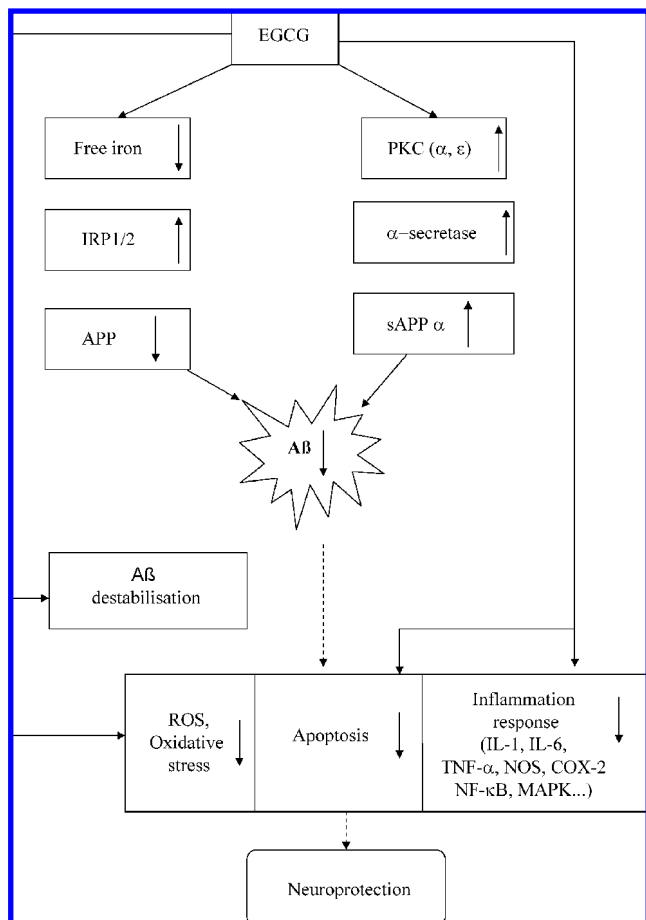 EGCG
Free iron
PKC (α, ε)
IRP1/2
α–secretase
APP
sAPP α
Aß
Aß
destabilisation
ROS,
Oxidative
stress
Apoptosis
Inflammation
response
(IL-1, IL-6,
TNF-α, NOS, COX-2
NF-κB, MAPK...)
Neuroprotection